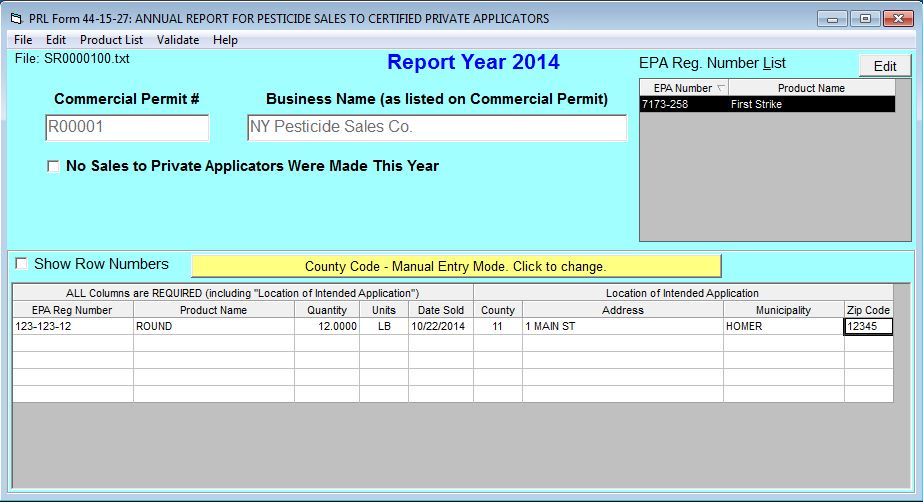 PRL Form 44-15-27: ANNUAL REPORT FOR PESTICIDE SALES TO CERTIFIED PRIVATE APPLICATORS
File Edit Product List Validate Help
File: SR0000100.txt
Report Year 2014
EPA Reg. Number List
Edit
Commercial Permit #
Business Name (as listed on Commercial Permit)
R00001
NY Pesticide Sales Co.
EPA Number Product Name
7173-258 First Strike
No Sales to Private Applicators Were Made This Year
Show Row Numbers
County Code - Manual Entry Mode. Click to change.
ALL Columns are REQUIRED (including "Location of Intended Application") Location of Intended Application
EPA Reg Number Product Name Quantity Units Date Sold County Address Municipality Zip Code
123-123-12 ROUND 12.0000 LB 10/22/2014 11 1 MAIN ST HOMER 12345